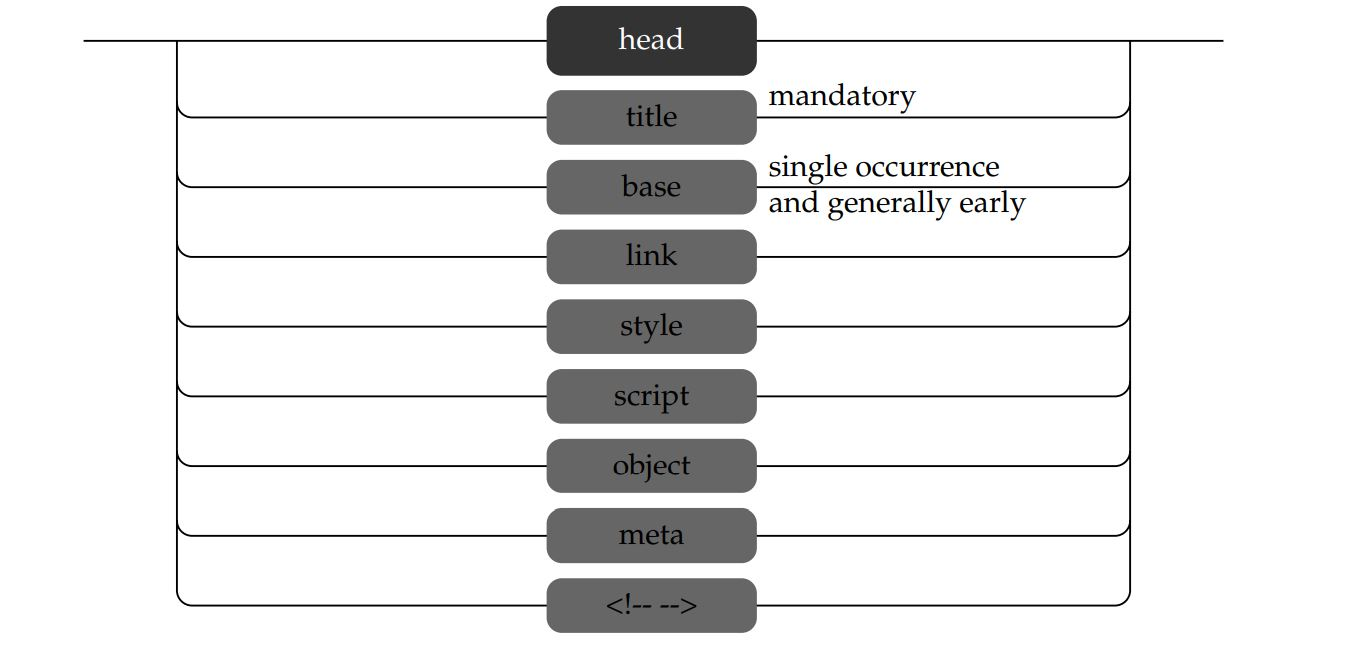 head
title
mandatory
base
single occurrence
and generally early
link
style
script
object
meta
<!-- -->